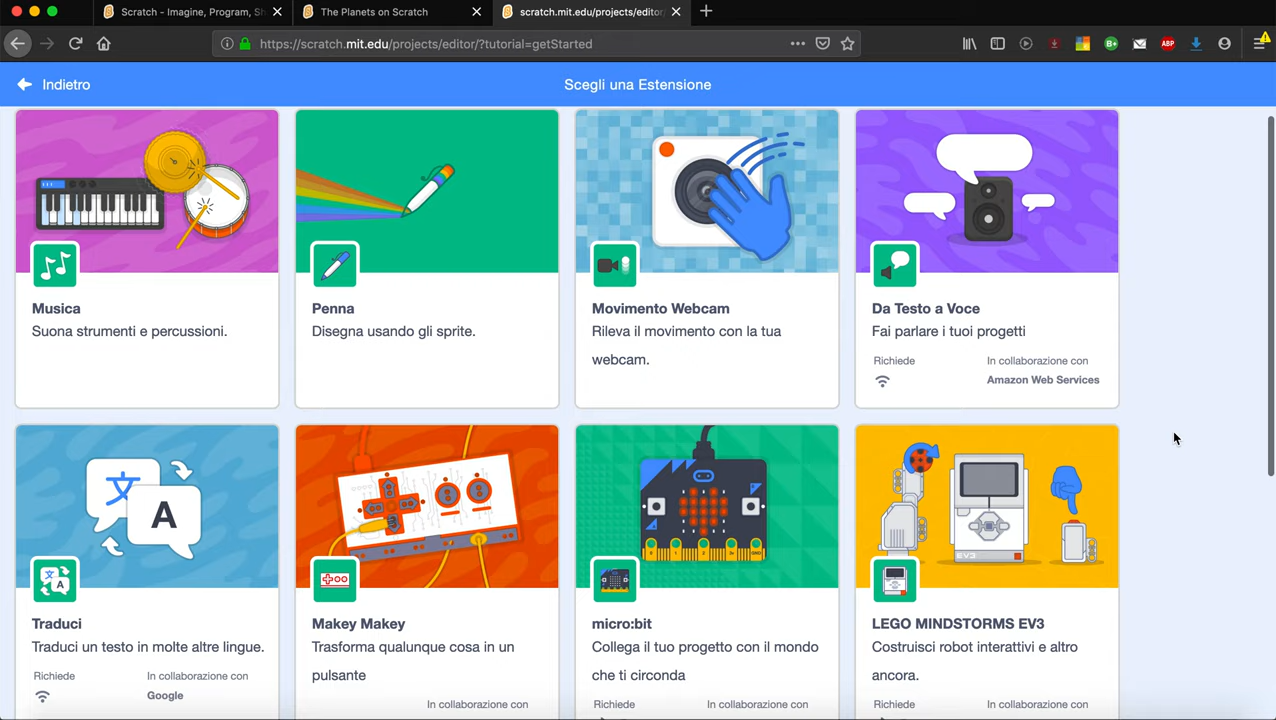 Scratch - Imagine, Program, Sh
The Planets on Scratch
scratch.mit.edu/projects/editor/
https://scratch.mit.edu/projects/editor/?tutorial=getStarted
ABP
Indietro
Scegli una Estensione
Musica
Suona strumenti e percussioni.
Penna
Disegna usando gli sprite.
Movimento Webcam
Rileva il movimento con la tua
webcam.
Da Testo a Voce
Fai parlare i tuoi progetti
Richiede
In collaborazione con
Amazon Web Services
文
A
EV3
Traduci
Traduci un testo in molte altre lingue.
Richiede
In collaborazione con
Google
Makey Makey
Trasforma qualunque cosa in un
pulsante
In collaborazione con
micro:bit
Collega il tuo progetto con il mondo
che ti circonda
Richiede
In collaborazione con
LEGO MINDSTORMS EV3
Costruisci robot interattivi e altro
ancora.
Richiede
In collaborazione con